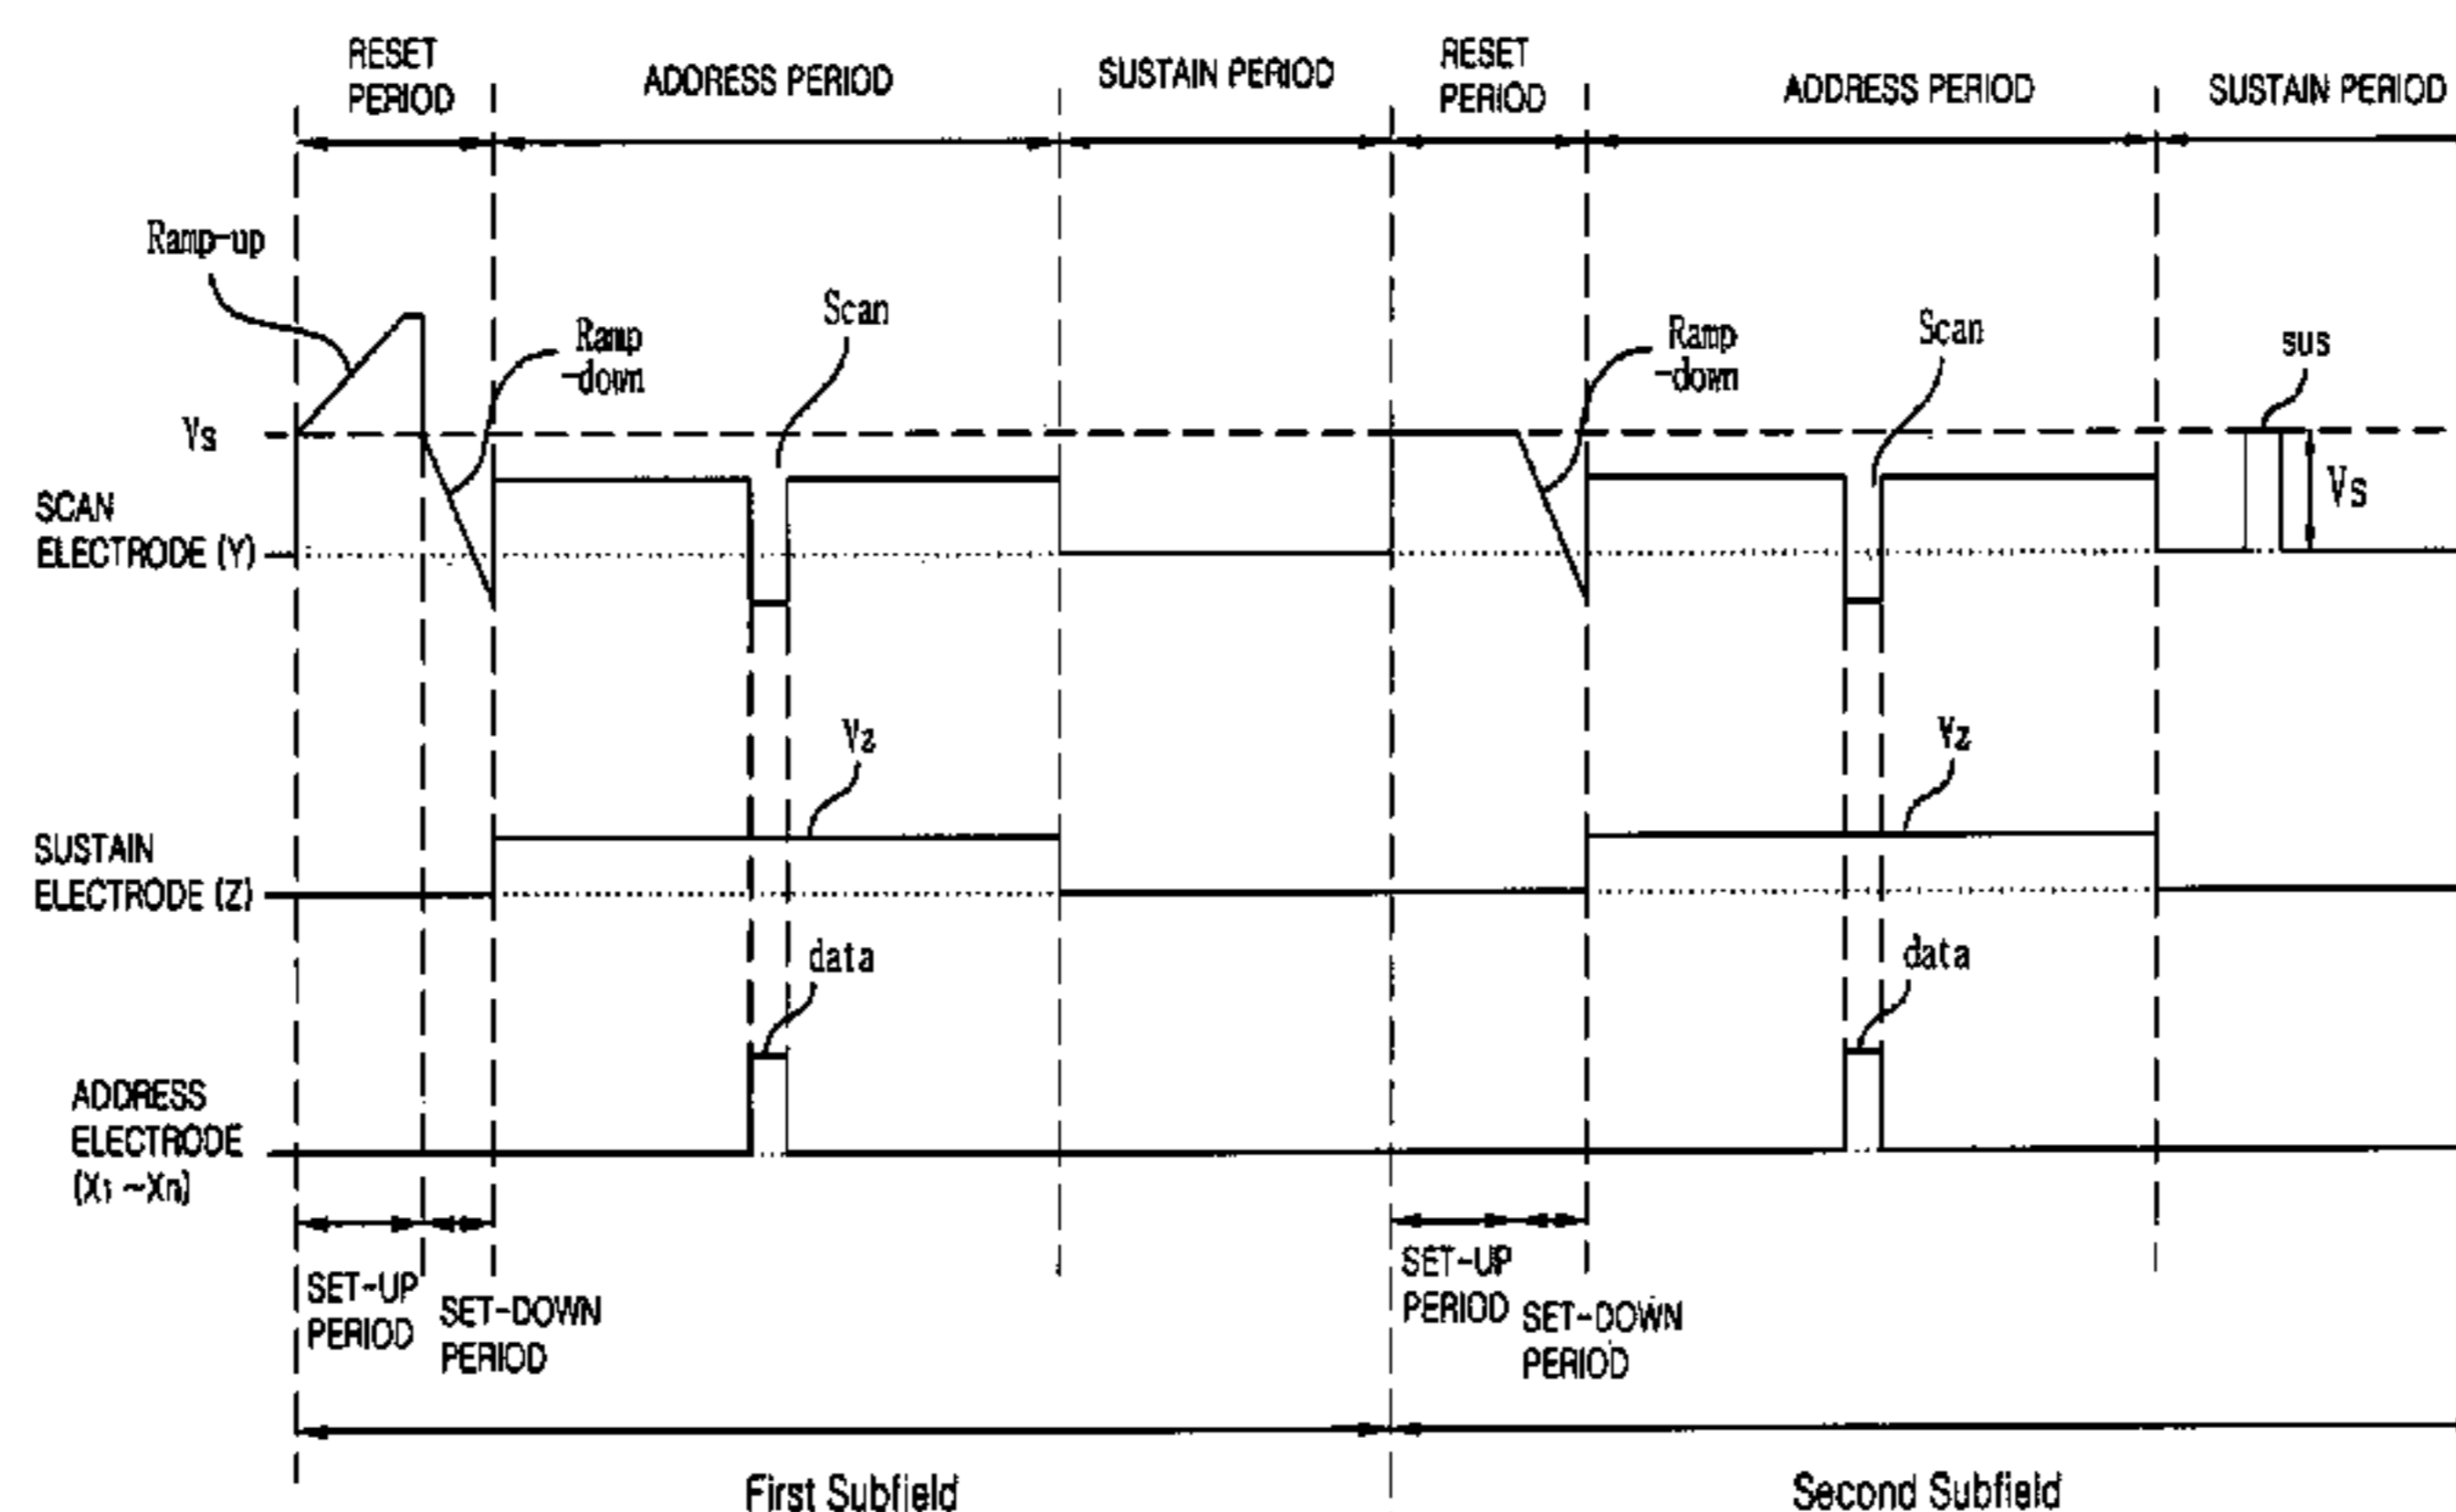 RESET
PERIOD
ADDRESS PERIOD
SUSTAIN PERIOD
RESET
PERIOD
ADDRESS PERIOD
SUSTAIN PERIOD
Ramp-up
Ramp
-down
Scan
Ramp
-down
Scan
sus
Vs
Vs
SCAN
ELECTRODE (Y)
Vz
Vz
SUSTAIN
ELECTRODE (Z)
data
data
ADDRESS
ELECTRODE
(X1 ~Xn)
SET-UP
PERIOD
SET-DOWN
PERIOD
SET-UP
PERIOD
SET-DOWN
PERIOD
First Subfield
Second Subfield